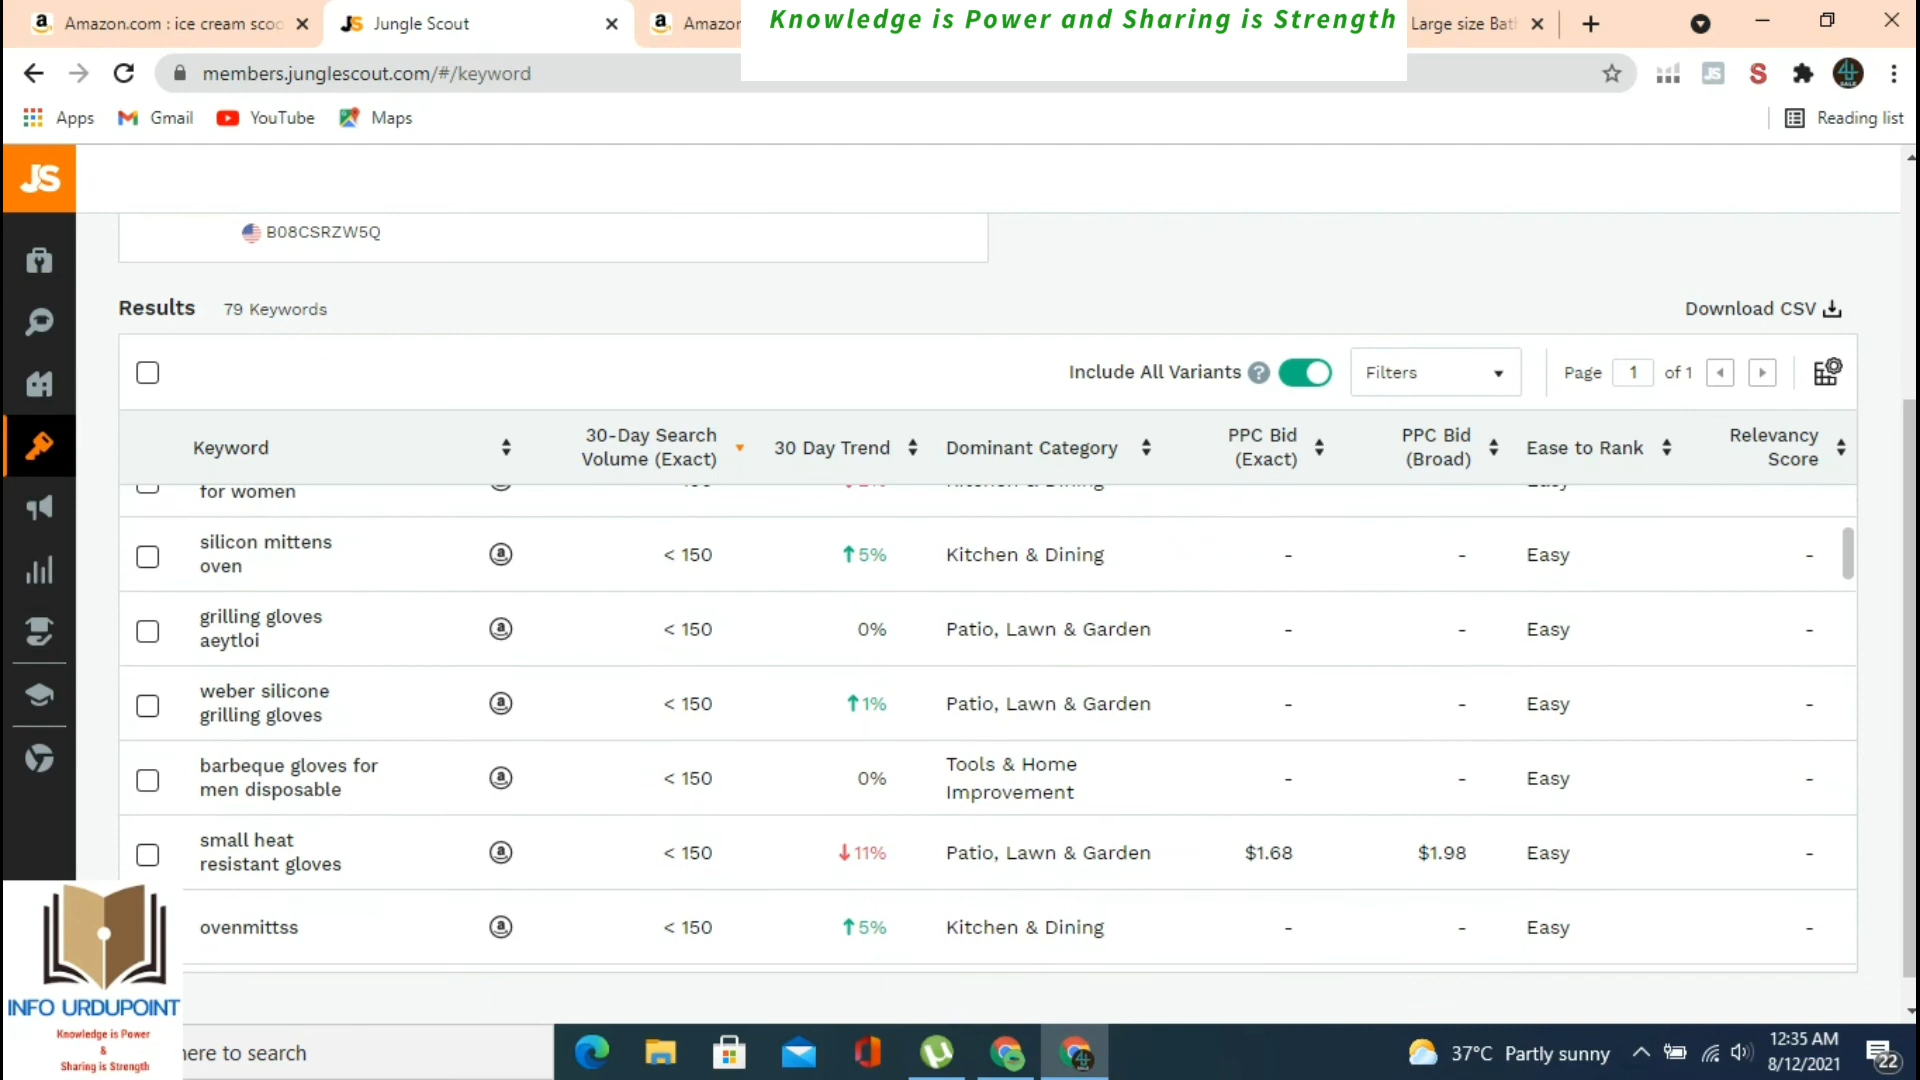 Amazon.com : ice cream scoo
Jungle Scout
Amazon
Knowledge is Power and Sharing is Strength
Large size Bat
members.junglescout.com/#/keyword
Apps
Gmail
YouTube
Maps
Reading list
JS
B08CSRZW5Q
Results
79 Keywords
Download CSV
Include All Variants
Filters
Page 1 of 1
Keyword
30-Day Search
Volume (Exact)
30 Day Trend
Dominant Category
PPC Bid
(Exact)
PPC Bid
(Broad)
Ease to Rank
Relevancy
Score
for women
silicon mittens
oven
< 150
5%
Kitchen & Dining
-
-
Easy
-
grilling gloves
aeytloi
< 150
0%
Patio, Lawn & Garden
-
-
Easy
-
weber silicone
grilling gloves
< 150
1%
Patio, Lawn & Garden
-
-
Easy
-
barbeque gloves for
men disposable
< 150
0%
Tools & Home
Improvement
-
-
Easy
-
small heat
resistant gloves
< 150
11%
Patio, Lawn & Garden
$1.68
$1.98
Easy
-
ovenmittss
< 150
5%
Kitchen & Dining
-
-
Easy
-
INFO URDUPOINT
Knowledge is Power
&
Sharing is Strength
here to search
37°C Partly sunny
12:35 AM
8/12/2021
22